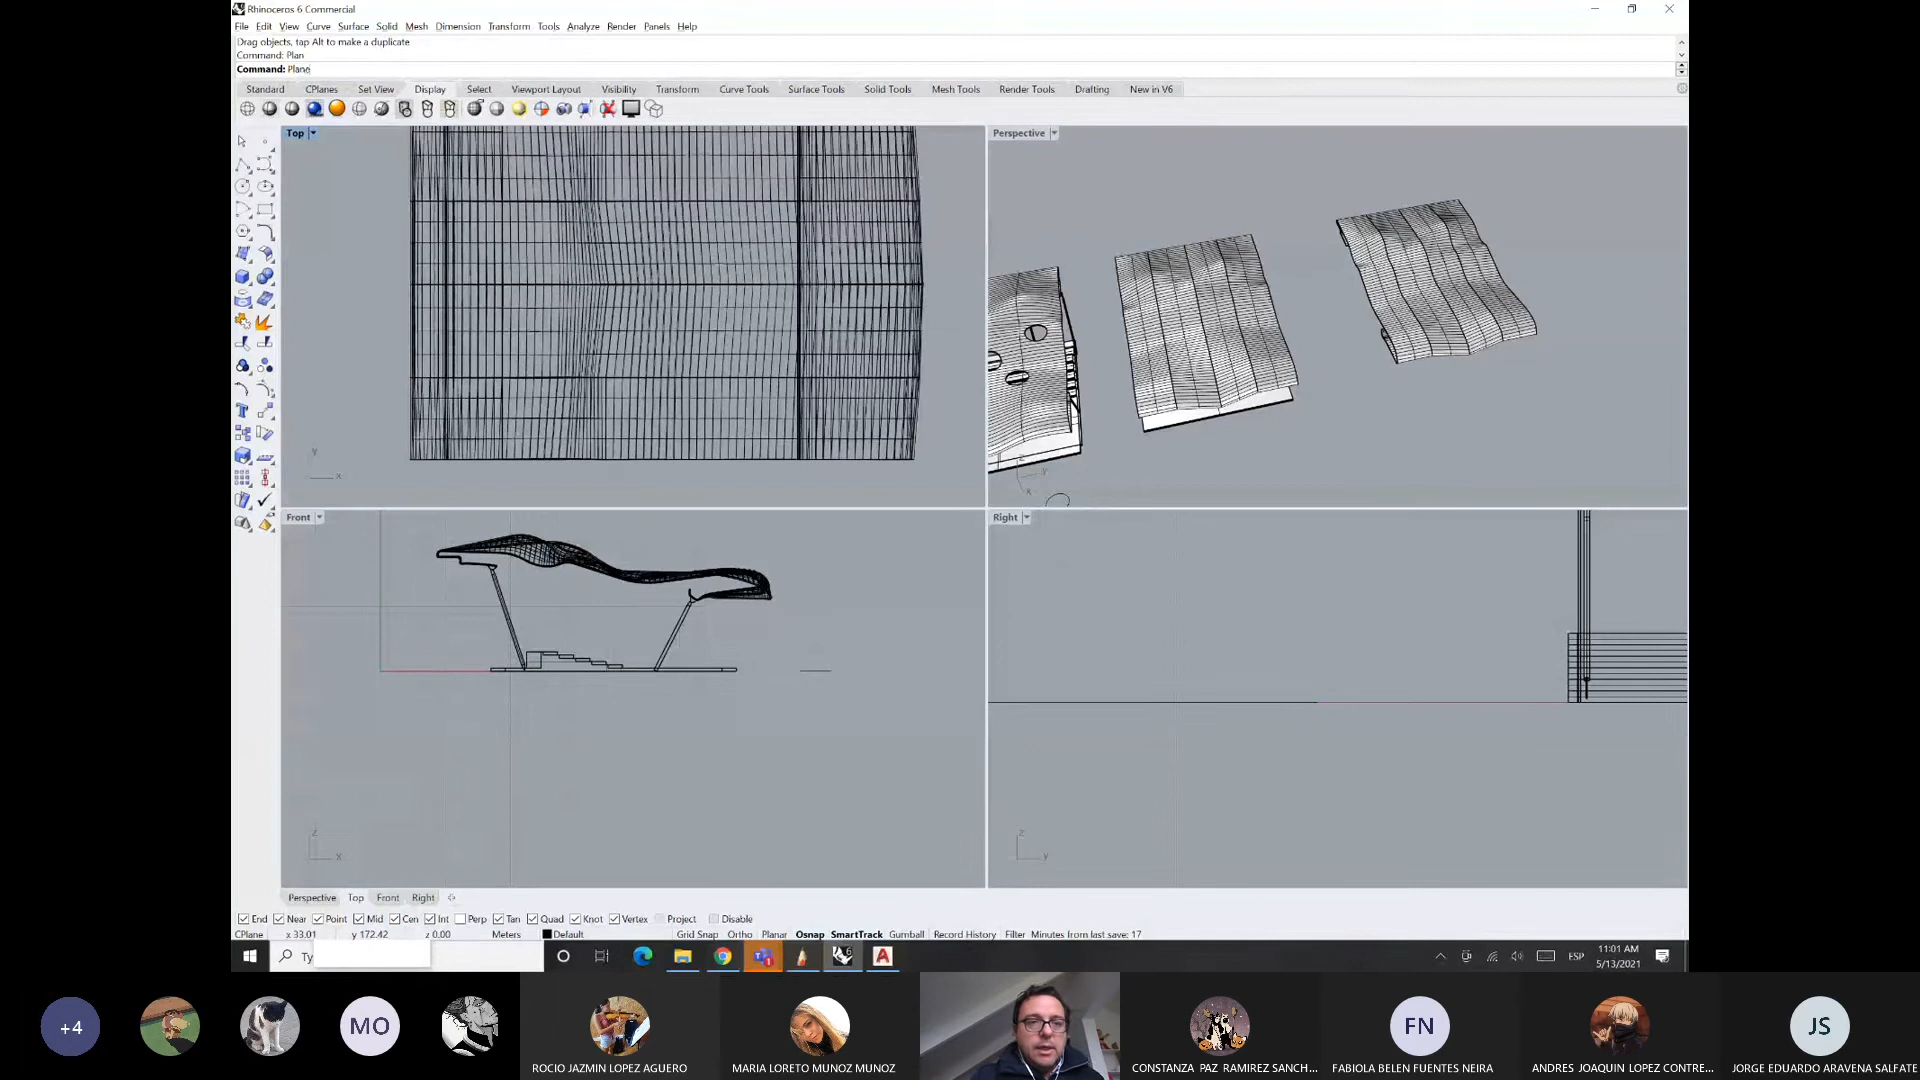 Rhinoceros 6 Commercial
File Edit View Curve Surface Solid Mesh Dimension Transform Tools Analyze Render Panels Help
Drag objects, tap Alt to make a duplicate
Command: Plan
Command: Plane
Standard CPlanes Set View Display Select Viewport Layout Visibility Transform Curve Tools Surface Tools Solid Tools Mesh Tools Render Tools Drafting New in V6
Top
Perspective
y
x
z
y
x
Front
Right
z
x
z
y
Perspective Top Front Right
End Near Point Mid Cen Int Perp Tan Quad Knot Vertex Project Disable
CPlane x 33.01 y 172.42 z 0.00 Meters Default Grid Snap Ortho Planar Osnap SmartTrack Gumball Record History Filter Minutes from last save: 17
Ty
ESP
11:01 AM
5/13/2021
+4
MO
FN
JS
ROCIO JAZMIN LOPEZ AGUERO
MARIA LORETO MUNOZ MUNOZ
CONSTANZA PAZ RAMIREZ SANCH...
FABIOLA BELEN FUENTES NEIRA
ANDRES JOAQUIN LOPEZ CONTRE...
JORGE EDUARDO ARAVENA SALFATE